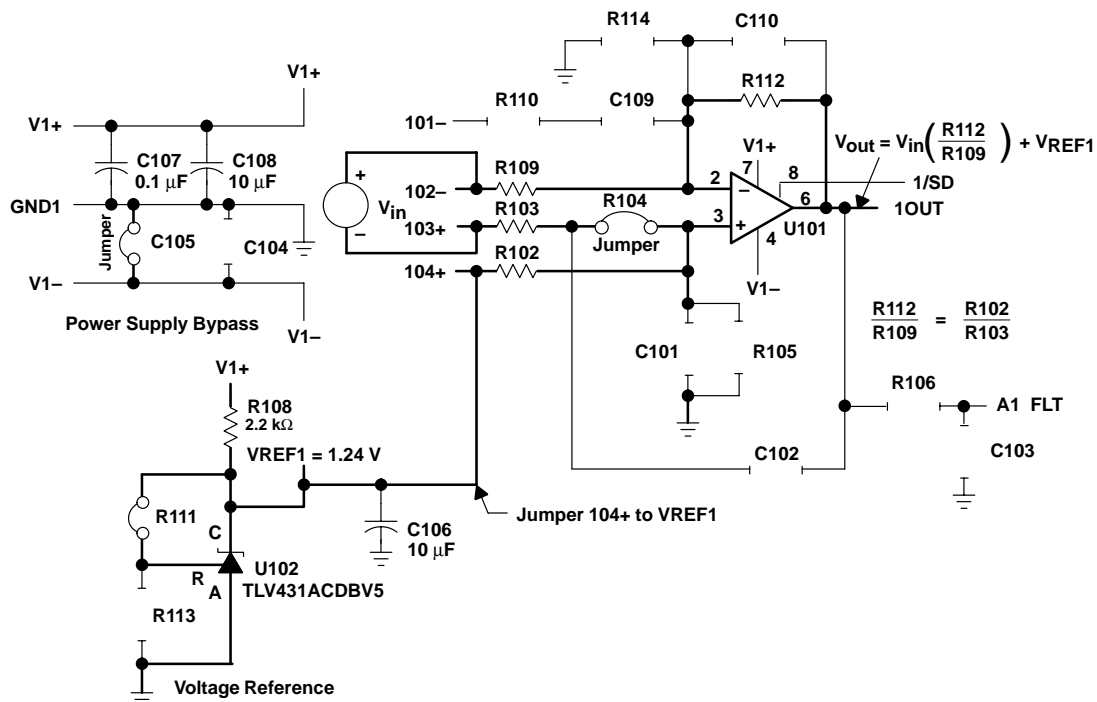 R114
C110
V1+
R112
R110
C109
V1+
101–
Vout = Vin(R112/R109) + VREF1
C107
0.1 μF
C108
10 μF
V1+
7
8
1/SD
+
102–
R109
2
–
6
Vin
GND1
R103
R104
3
+
1OUT
–
103+
Jumper
U101
Jumper
C105
C104
4
104+
R102
V1–
V1–
Power Supply Bypass
V1–
R112/R109 = R102/R103
C101
R105
V1+
R106
A1 FLT
R108
2.2 kΩ
C103
VREF1 = 1.24 V
C102
R111
Jumper 104+ to VREF1
C106
10 μF
C
U102
R
A
TLV431ACDBV5
R113
Voltage Reference